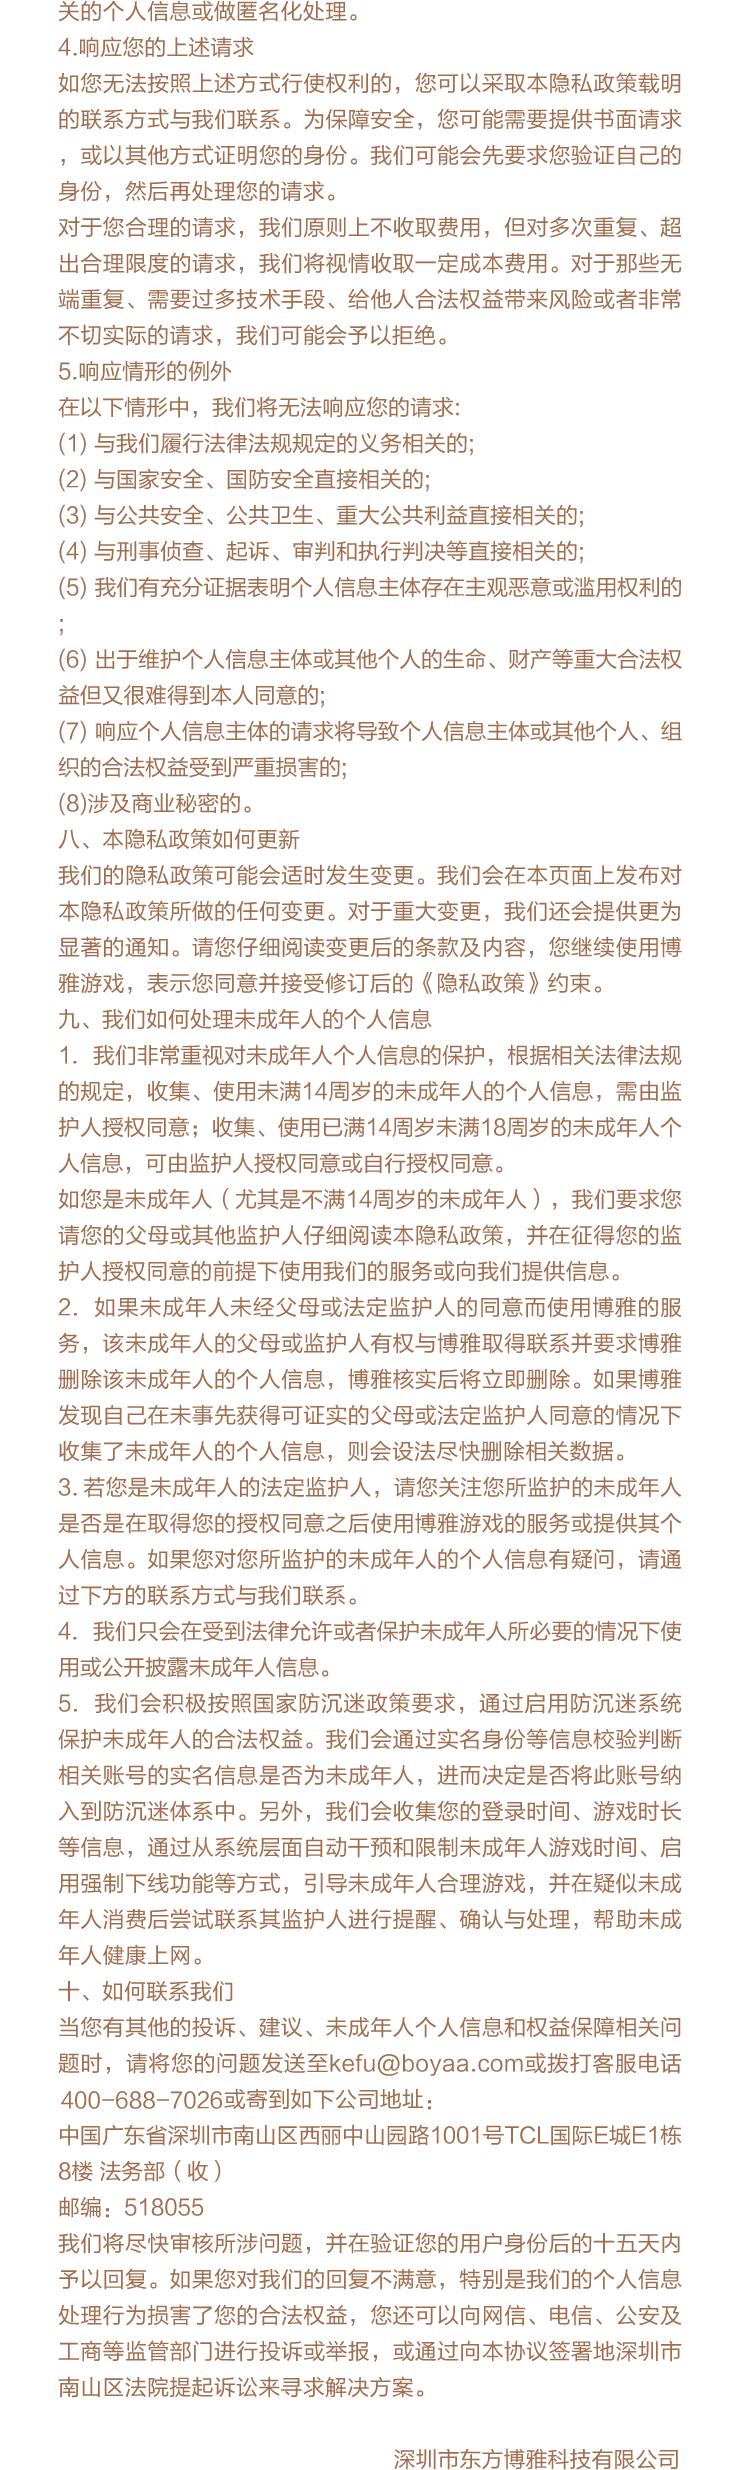 关的个人信息或做匿名化处理。
4.响应您的上述请求
如您无法按照上述方式行使权利的，您可以采取本隐私政策载明
的联系方式与我们联系。为保障安全，您可能需要提供书面请求
，或以其他方式证明您的身份。我们可能会先要求您验证自己的
身份，然后再处理您的请求。
对于您合理的请求，我们原则上不收取费用，但对多次重复、超
出合理限度的请求，我们将视情收取一定成本费用。对于那些无
端重复、需要过多技术手段、给他人合法权益带来风险或者非常
不切实际的请求，我们可能会予以拒绝。
5.响应情形的例外
在以下情形中，我们将无法响应您的请求:
(1) 与我们履行法律法规规定的义务相关的;
(2) 与国家安全、国防安全直接相关的;
(3) 与公共安全、公共卫生、重大公共利益直接相关的;
(4) 与刑事侦查、起诉、审判和执行判决等直接相关的;
(5) 我们有充分证据表明个人信息主体存在主观恶意或滥用权利的
;
(6) 出于维护个人信息主体或其他个人的生命、财产等重大合法权
益但又很难得到本人同意的;
(7) 响应个人信息主体的请求将导致个人信息主体或其他个人、组
织的合法权益受到严重损害的;
(8)涉及商业秘密的。
八、本隐私政策如何更新
我们的隐私政策可能会适时发生变更。我们会在本页面上发布对
本隐私政策所做的任何变更。对于重大变更，我们还会提供更为
显著的通知。请您仔细阅读变更后的条款及内容，您继续使用博
雅游戏，表示您同意并接受修订后的《隐私政策》约束。
九、我们如何处理未成年人的个人信息
1. 我们非常重视对未成年人个人信息的保护，根据相关法律法规
的规定，收集、使用未满14周岁的未成年人的个人信息，需由监
护人授权同意；收集、使用已满14周岁未满18周岁的未成年人个
人信息，可由监护人授权同意或自行授权同意。
如您是未成年人（尤其是不满14周岁的未成年人），我们要求您
请您的父母或其他监护人仔细阅读本隐私政策，并在征得您的监
护人授权同意的前提下使用我们的服务或向我们提供信息。
2. 如果未成年人未经父母或法定监护人的同意而使用博雅的服
务，该未成年人的父母或监护人有权与博雅取得联系并要求博雅
删除该未成年人的个人信息，博雅核实后将立即删除。如果博雅
发现自己在未事先获得可证实的父母或法定监护人同意的情况下
收集了未成年人的个人信息，则会设法尽快删除相关数据。
3. 若您是未成年人的法定监护人，请您关注您所监护的未成年人
是否是在取得您的授权同意之后使用博雅游戏的服务或提供其个
人信息。如果您对您所监护的未成年人的个人信息有疑问，请通
过下方的联系方式与我们联系。
4. 我们只会在受到法律允许或者保护未成年人所必要的情况下使
用或公开披露未成年人信息。
5. 我们会积极按照国家防沉迷政策要求，通过启用防沉迷系统
保护未成年人的合法权益。我们会通过实名身份等信息校验判断
相关账号的实名信息是否为未成年人，进而决定是否将此账号纳
入到防沉迷体系中。另外，我们会收集您的登录时间、游戏时长
等信息，通过从系统层面自动干预和限制未成年人游戏时间、启
用强制下线功能等方式，引导未成年人合理游戏，并在疑似未成
年人消费后尝试联系其监护人进行提醒、确认与处理，帮助未成
年人健康上网。
十、如何联系我们
当您有其他的投诉、建议、未成年人个人信息和权益保障相关问
题时，请将您的问题发送至kefu@boyaa.com或拨打客服电话
400-688-7026或寄到如下公司地址：
中国广东省深圳市南山区西丽中山园路1001号TCL国际E城E1栋
8楼 法务部（收）
邮编：518055
我们将尽快审核所涉问题，并在验证您的用户身份后的十五天内
予以回复。如果您对我们的回复不满意，特别是我们的个人信息
处理行为损害了您的合法权益，您还可以向网信、电信、公安及
工商等监管部门进行投诉或举报，或通过向本协议签署地深圳市
南山区法院提起诉讼来寻求解决方案。
深圳市东方博雅科技有限公司